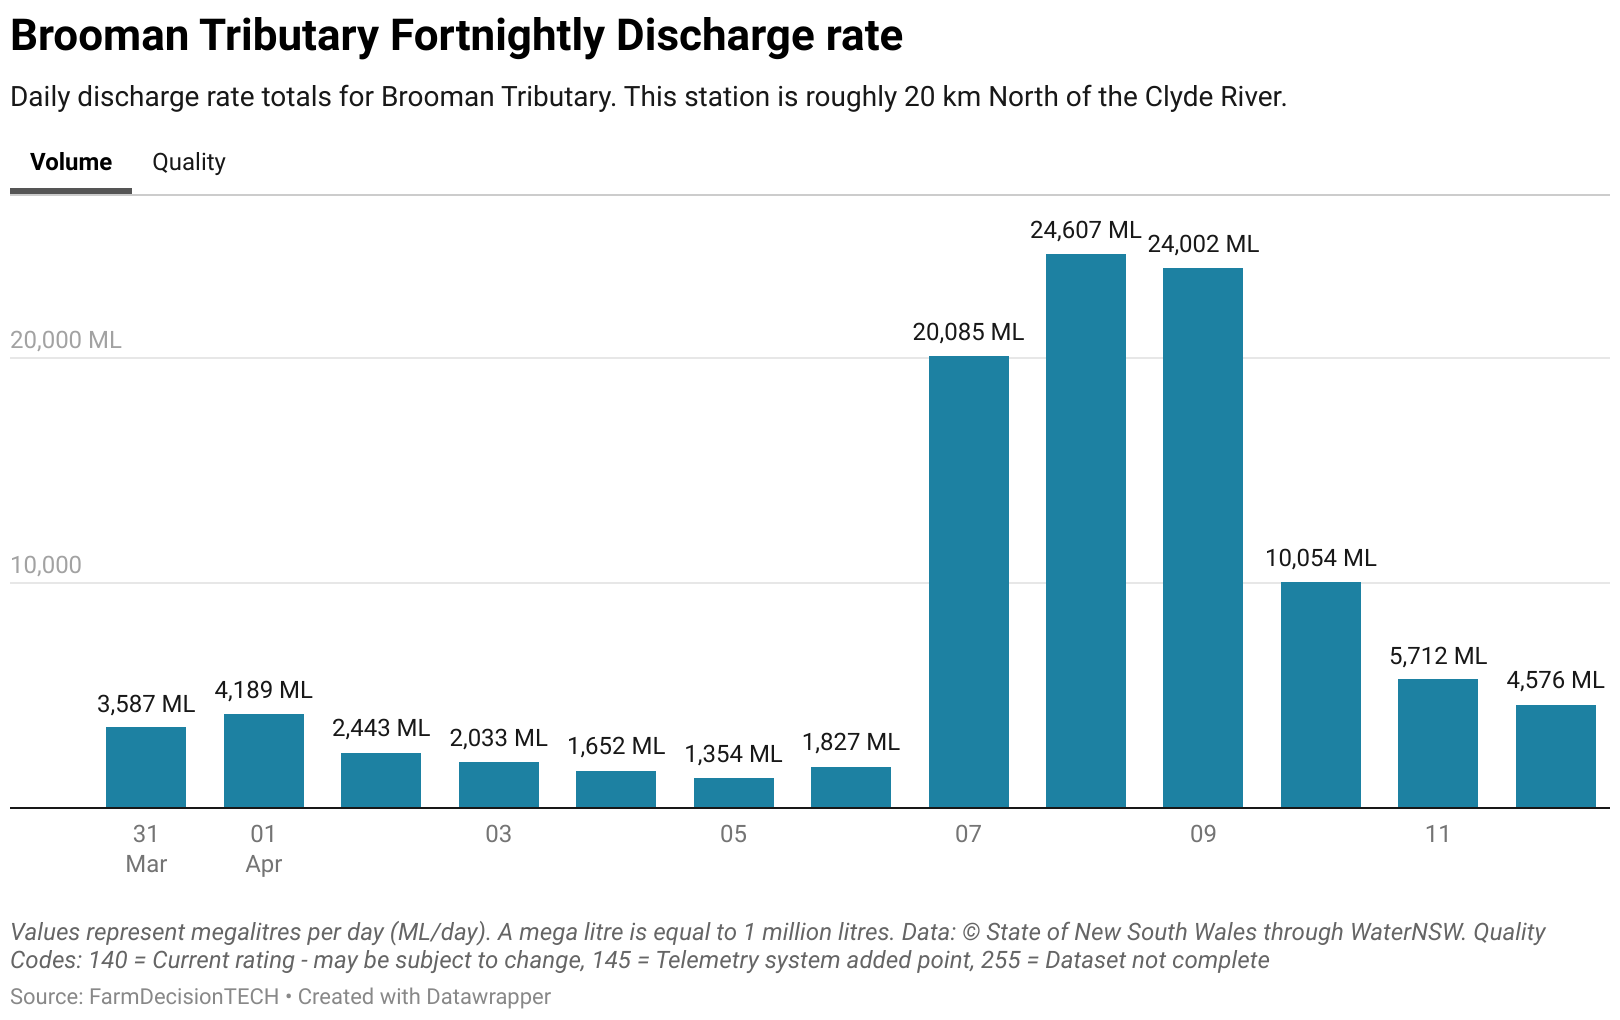 Brooman Tributary Fortnightly Discharge rate
Daily discharge rate totals for Brooman Tributary. This station is roughly 20 km North of the Clyde River.
Volume Quality
24,607 ML
24,002 ML
20,085 ML
20,000 ML
10,054 ML
10,000
5,712 ML
4,576 ML
3,587 ML
4,189 ML
2,443 ML
2,033 ML
1,652 ML
1,354 ML
1,827 ML
31 01 03 05 07 09 11
Mar Apr
Values represent megalitres per day (ML/day). A mega litre is equal to 1 million litres. Data: © State of New South Wales through WaterNSW. Quality
Codes: 140 = Current rating - may be subject to change, 145 = Telemetry system added point, 255 = Dataset not complete
Source: FarmDecisionTECH • Created with Datawrapper